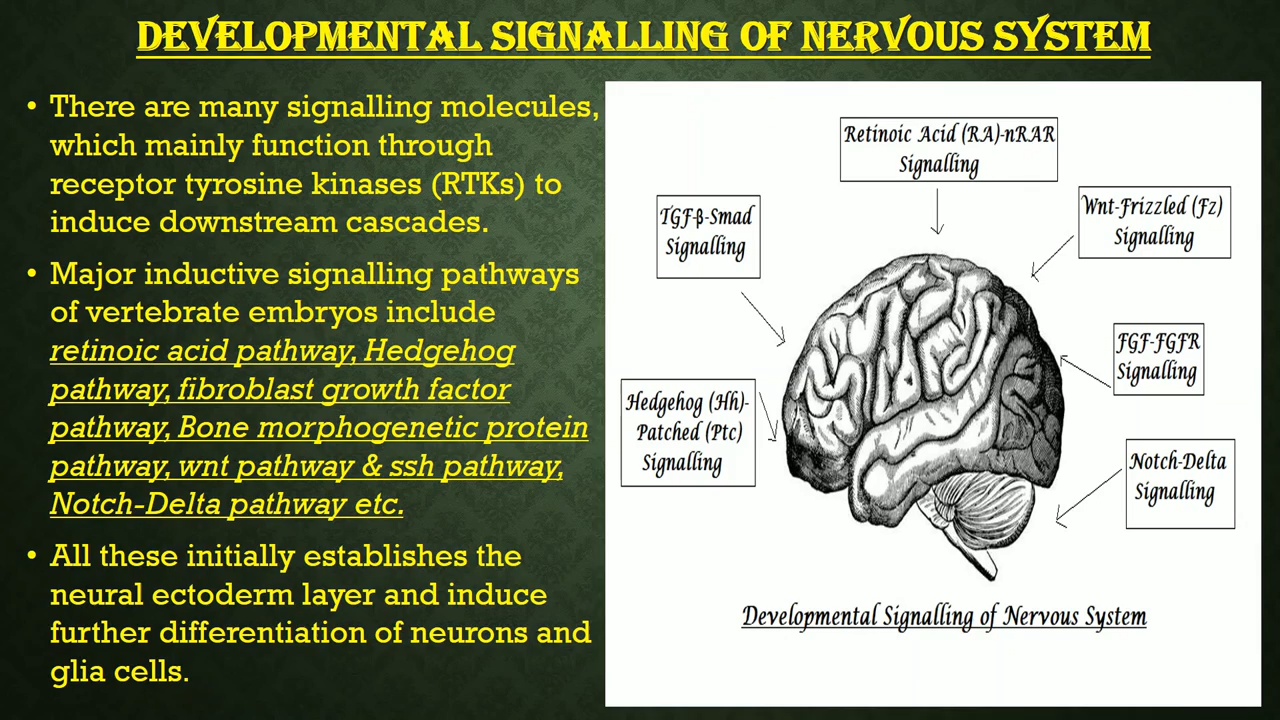 DEVELOPMENTAL SIGNALLING OF NERVOUS SYSTEM
• There are many signalling molecules,
which mainly function through
receptor tyrosine kinases (RTKs) to
induce downstream cascades.
• Major inductive signalling pathways
of vertebrate embryos include
retinoic acid pathway, Hedgehog
pathway, fibroblast growth factor
pathway, Bone morphogenetic protein
pathway, wnt pathway & ssh pathway,
Notch-Delta pathway etc.
• All these initially establishes the
neural ectoderm layer and induce
further differentiation of neurons and
glia cells.
Retinoic Acid (RA)-nRAR
Signalling
TGF-β-Smad
Signalling
Wnt-Frizzled (Fz)
Signalling
FGF-FGFR
Signalling
Hedgehog (Hh)-
Patched (Ptc)
Signalling
Notch-Delta
Signalling
Developmental Signalling of Nervous System